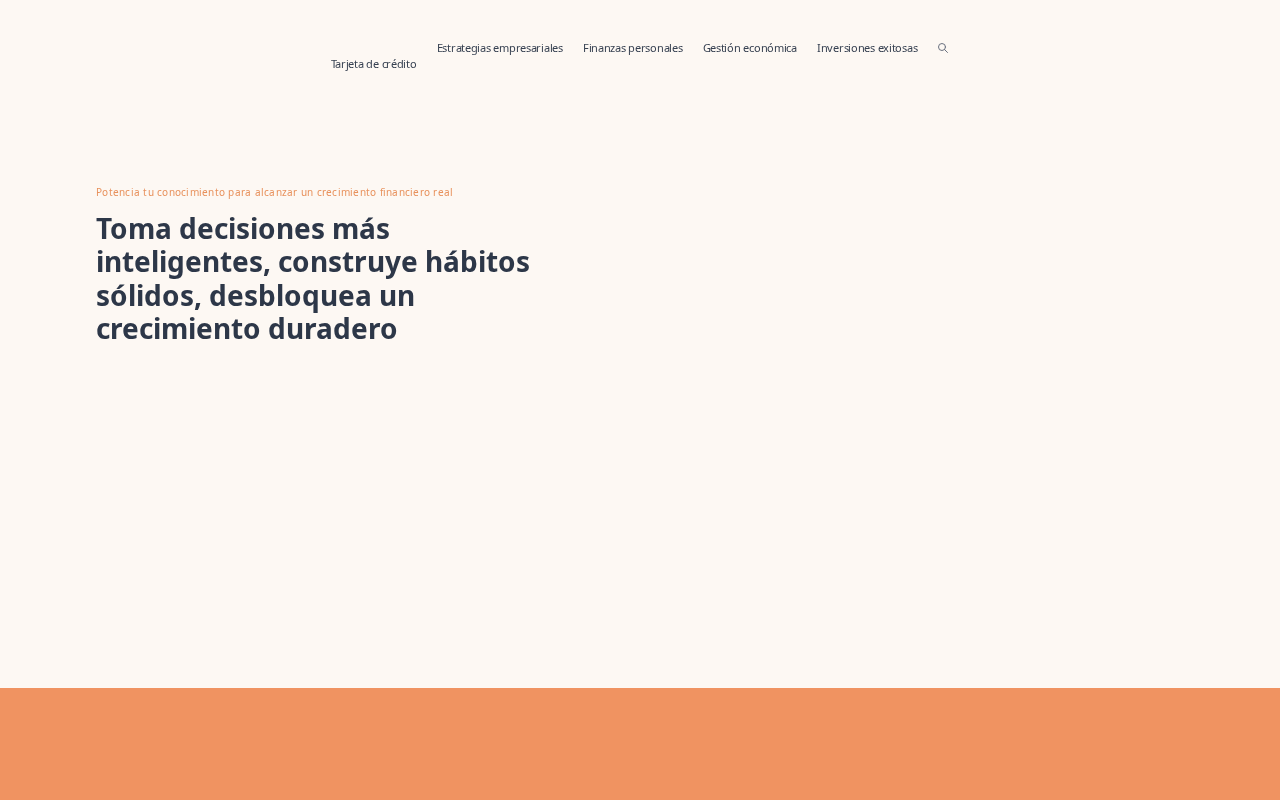 Tarjeta de crédito
Estrategias empresariales
Finanzas personales
Gestión económica
Inversiones exitosas
Potencia tu conocimiento para alcanzar un crecimiento financiero real
Toma decisiones más
inteligentes, construye hábitos
sólidos, desbloquea un
crecimiento duradero